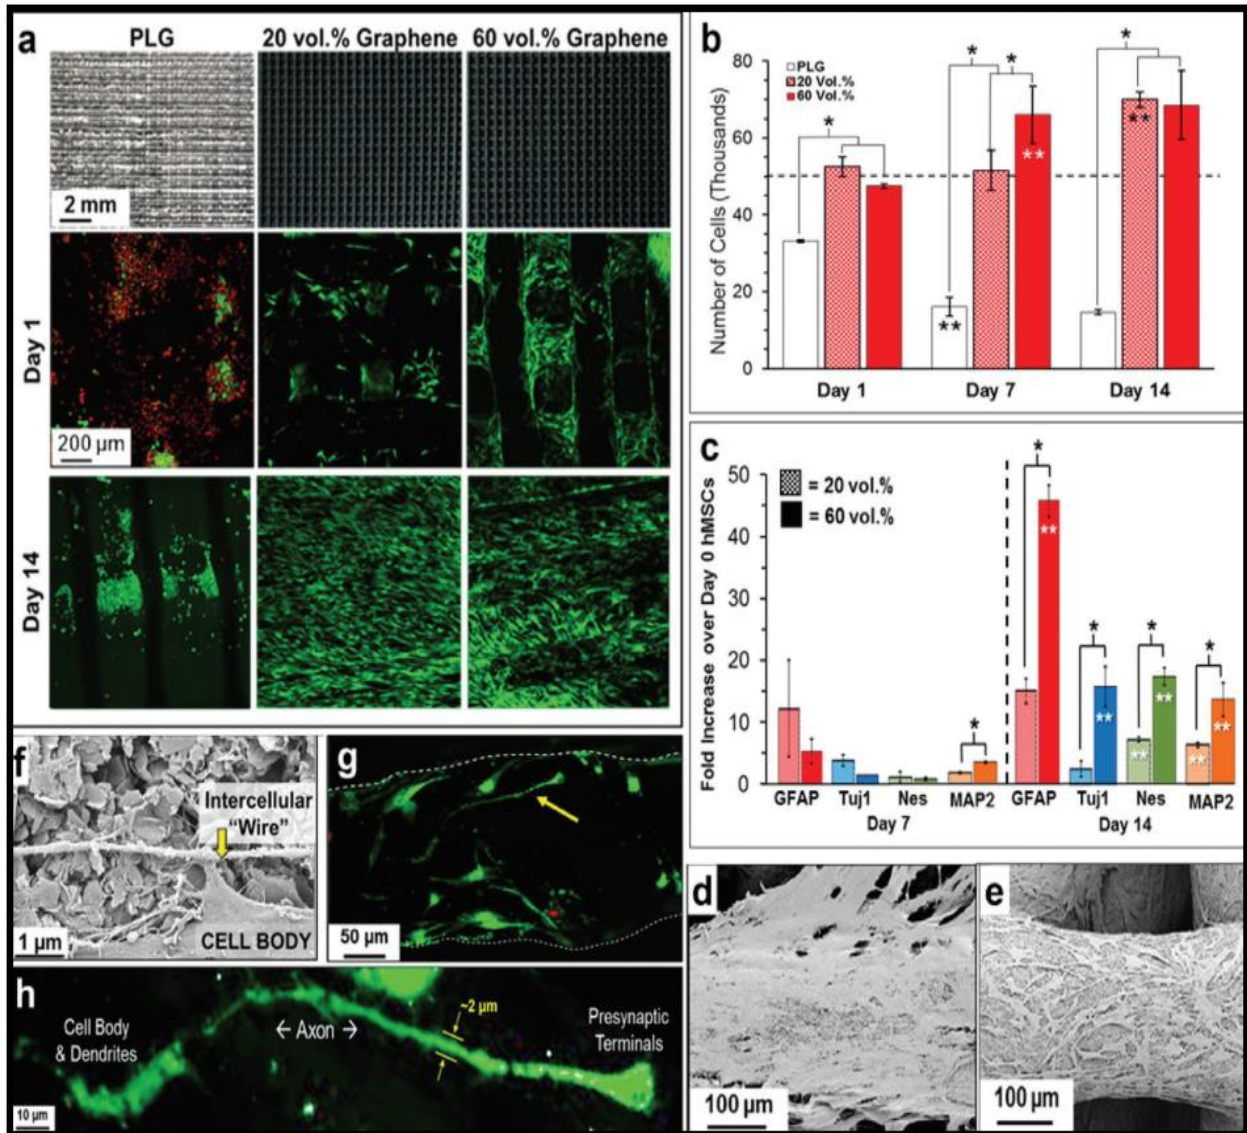 a
PLG 20 vol.% Graphene 60 vol.% Graphene
2 mm
Day 1
200 µm
Day 14
b
PLG
20 Vol.%
60 Vol.%
Number of Cells (Thousands)
80
60
40
20
0
* * * *
** ** **
Day 1 Day 7 Day 14
c
= 20 vol.%
= 60 vol.%
Fold Increase over Day 0 hMSCs
50
45
40
30
20
15
10
5
0
* * * * *
** ** ** ** ** **
GFAP Tuj1 Nes MAP2 GFAP Tuj1 Nes MAP2
Day 7 Day 14
f
Intercellular
"Wire"
CELL BODY
1 µm
g
50 µm
h
Cell Body
& Dendrites
← Axon →
~2 µm
Presynaptic
Terminals
10 µm
d
100 µm
e
100 µm